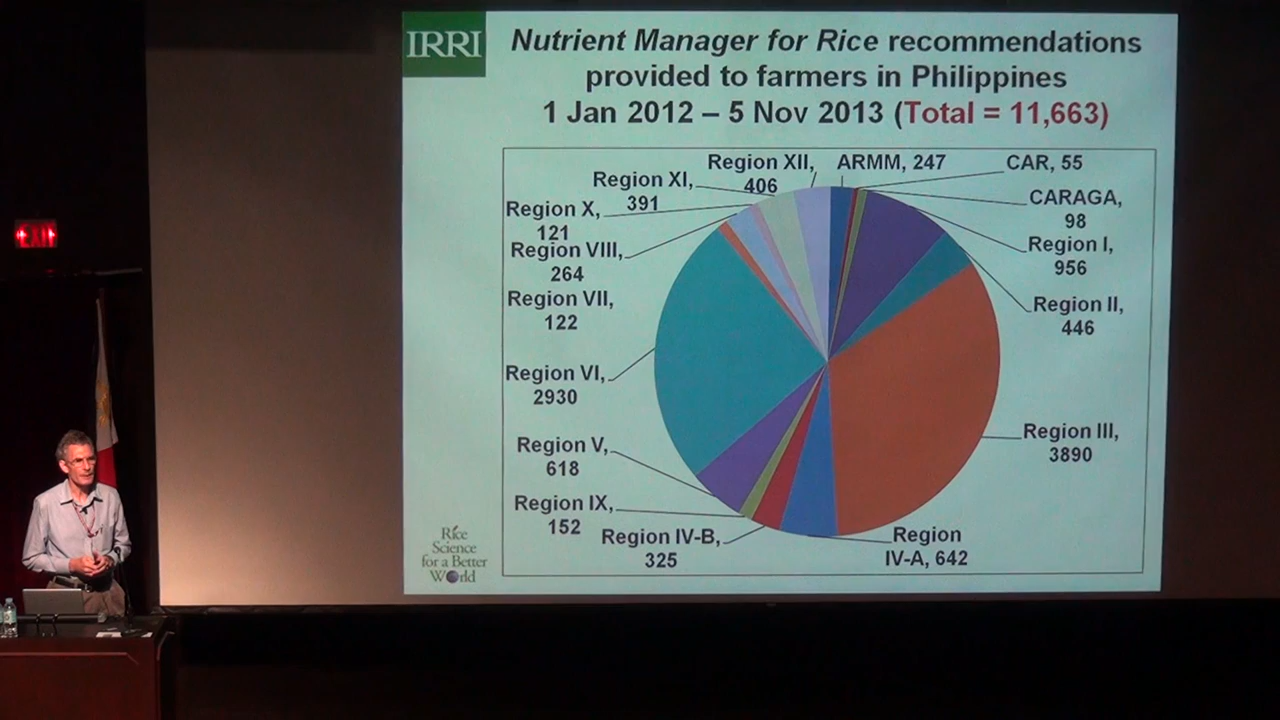 IRRI
Nutrient Manager for Rice recommendations
provided to farmers in Philippines
1 Jan 2012 – 5 Nov 2013 (Total = 11,663)
Region XII,
406
ARMM, 247
CAR, 55
Region XI,
391
CARAGA,
98
Region X,
121
Region I,
956
Region VIII,
264
Region II,
446
Region VII,
122
Region VI,
2930
Region III,
3890
Region V,
618
Region IX,
152
Region IV-B,
325
Region
IV-A, 642
Rice
Science
for a Better
World
EXIT